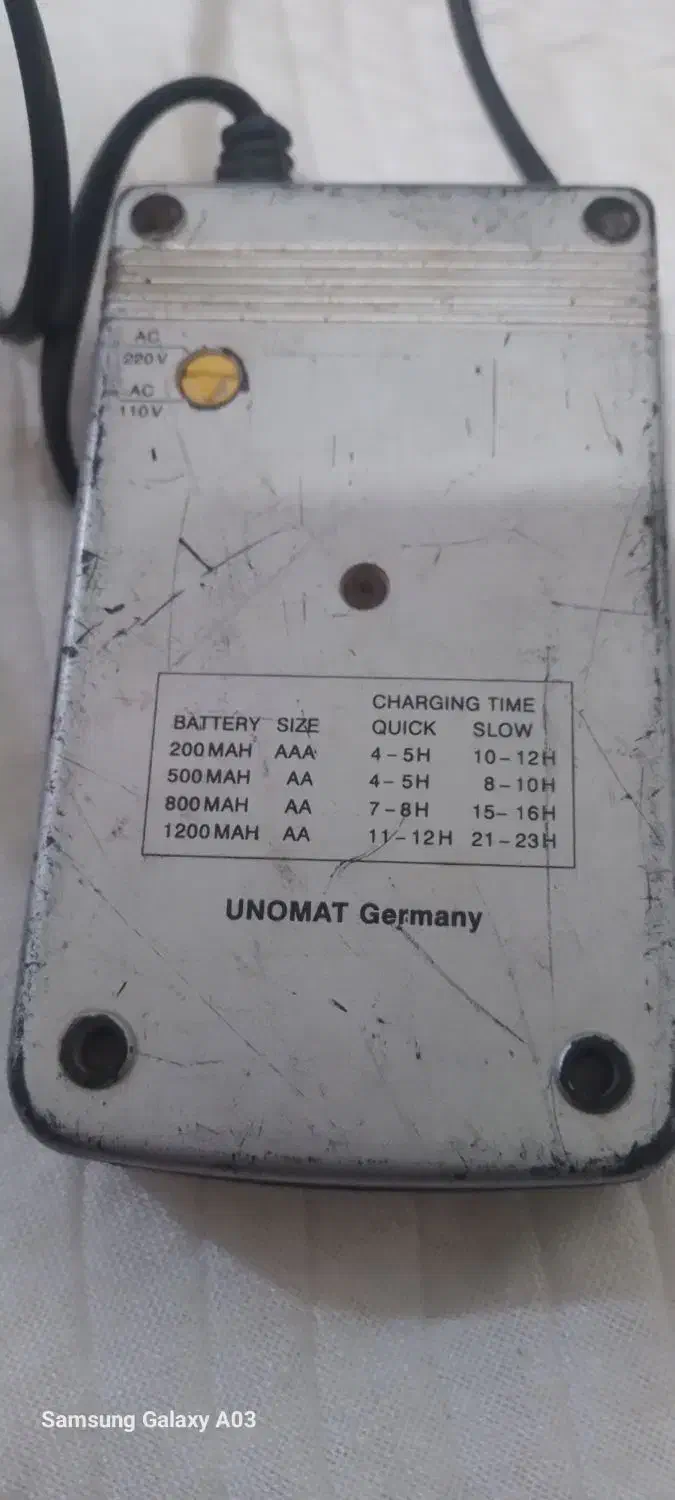 AC
220V
AC
110V
CHARGING TIME
BATTERY SIZE QUICK SLOW
200MAH AAA 4-5H 10-12H
500MAH AA 4-5H 8-10H
800MAH AA 7-8H 15-16H
1200MAH AA 11-12H 21-23H
UNOMAT Germany
Samsung Galaxy A03